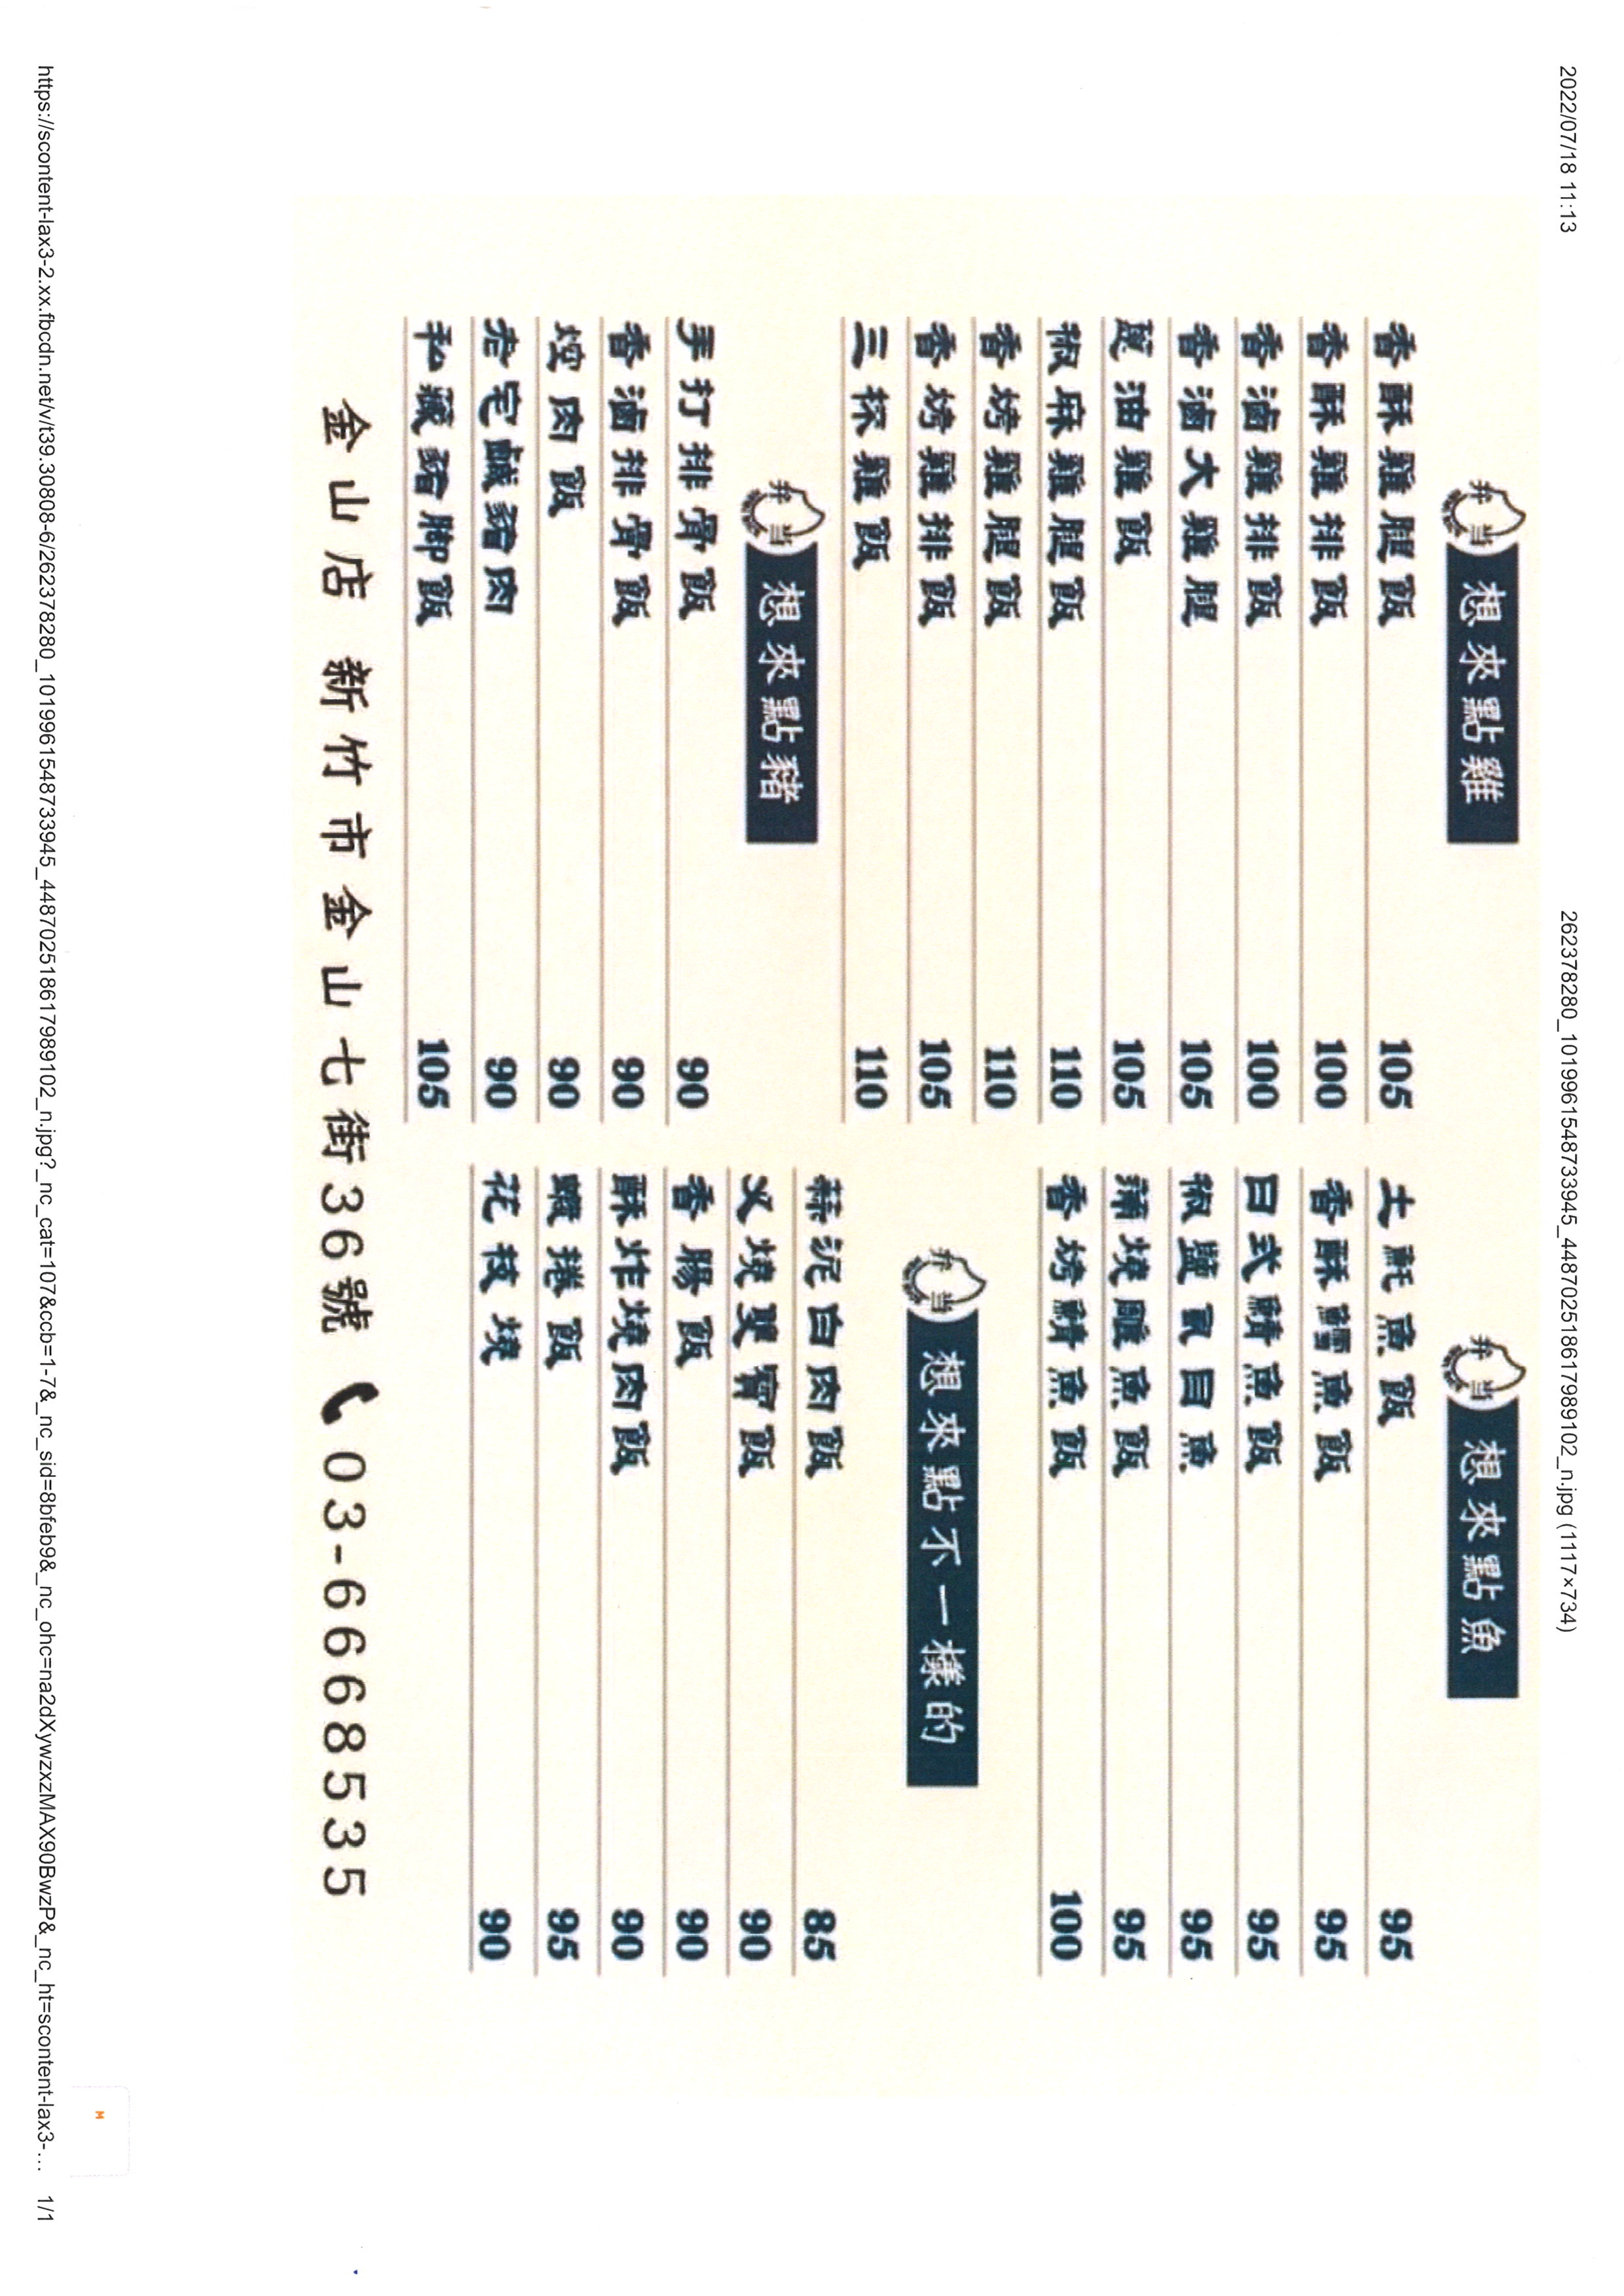 2022/07/18 11:13
262378280_1019961548733945_448702518617989102_n.jpg (1117×734)
弁当
想來點雞
香酥雞腿飯 105
香酥雞排飯 100
香滷雞排飯 100
香滷大雞腿 105
蔥油雞飯 105
椒麻雞腿飯 110
香烤雞腿飯 110
香烤雞排飯 105
三杯雞飯 110
弁当
想來點豬
手打排骨飯 90
香滷排骨飯 90
焢肉飯 90
老宅鹹豬肉 90
私藏豬腳飯 105
弁当
想來點魚
土魠魚飯 95
香酥鱈魚飯 95
日式鯖魚飯 95
椒鹽虱目魚 95
蒲燒鵰魚飯 95
香烤鯖魚飯 100
弁当
想來點不一樣的
蒜泥白肉飯 85
叉燒雙寶飯 90
香腸飯 90
酥炸燒肉飯 90
蝦捲飯 95
花枝燒 90
金山店 新竹市金山七街36號 03-6668535
M
https://scontent-lax3-2.xx.fbcdn.net/v/t39.30808-6/262378280_1019961548733945_448702518617989102_n.jpg?_nc_cat=107&ccb=1-7&_nc_sid=8bfeb9&_nc_ohc=na2dXywzxzMAX90BwzP&_nc_ht=scontent-lax3-… 1/1